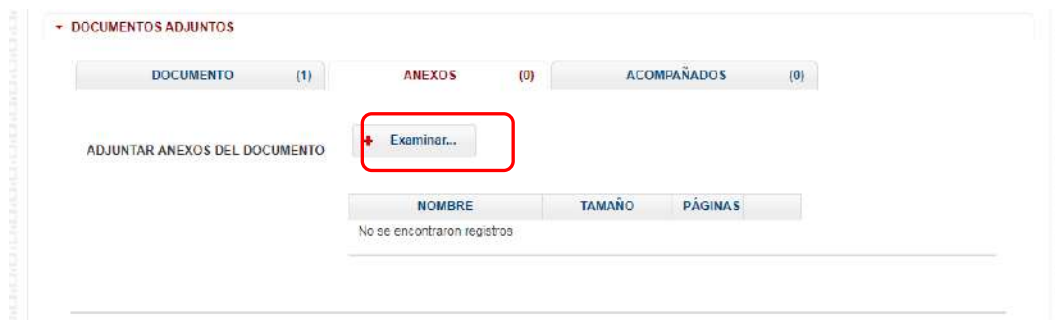 DOCUMENTOS ADJUNTOS
DOCUMENTO (1) ANEXOS (0) ACOMPAÑADOS (0)
ADJUNTAR ANEXOS DEL DOCUMENTO + Examinar...
NOMBRE TAMAÑO PÁGINAS
No se encontraron registros